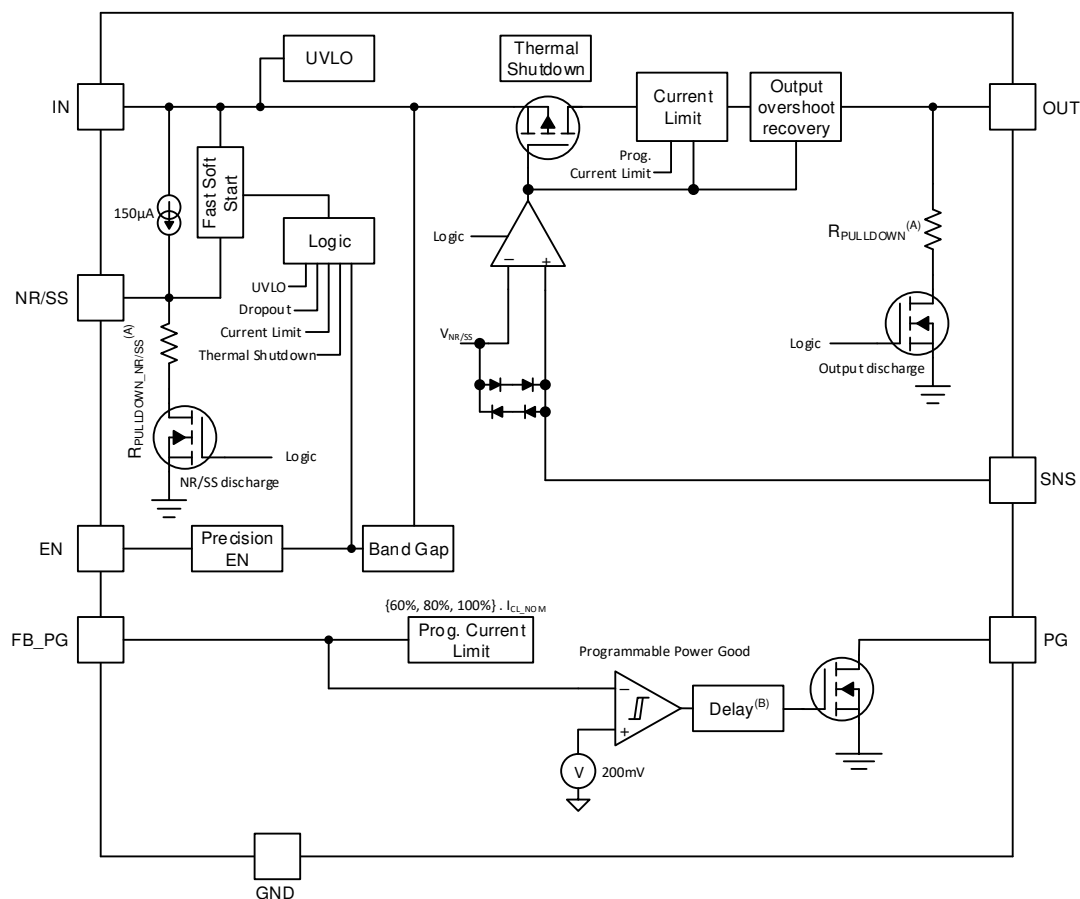 UVLO
Thermal
Shutdown
IN
Current
Limit
Output
overshoot
recovery
OUT
Prog.
Current Limit
Fast Soft
Start
150µA
Logic
Logic
R_PULLDOWN^(A)
NR/SS
UVLO
Dropout
Current Limit
Thermal Shutdown
−
+
V_NR/SS
R_PULLDOWN_NR/SS^(A)
Logic
Output discharge
Logic
NR/SS discharge
SNS
EN
Precision
EN
Band Gap
{60%, 80%, 100%} . I_CL_NOM
FB_PG
Prog. Current
Limit
PG
Programmable Power Good
−
+
Delay^(B)
V
200mV
GND